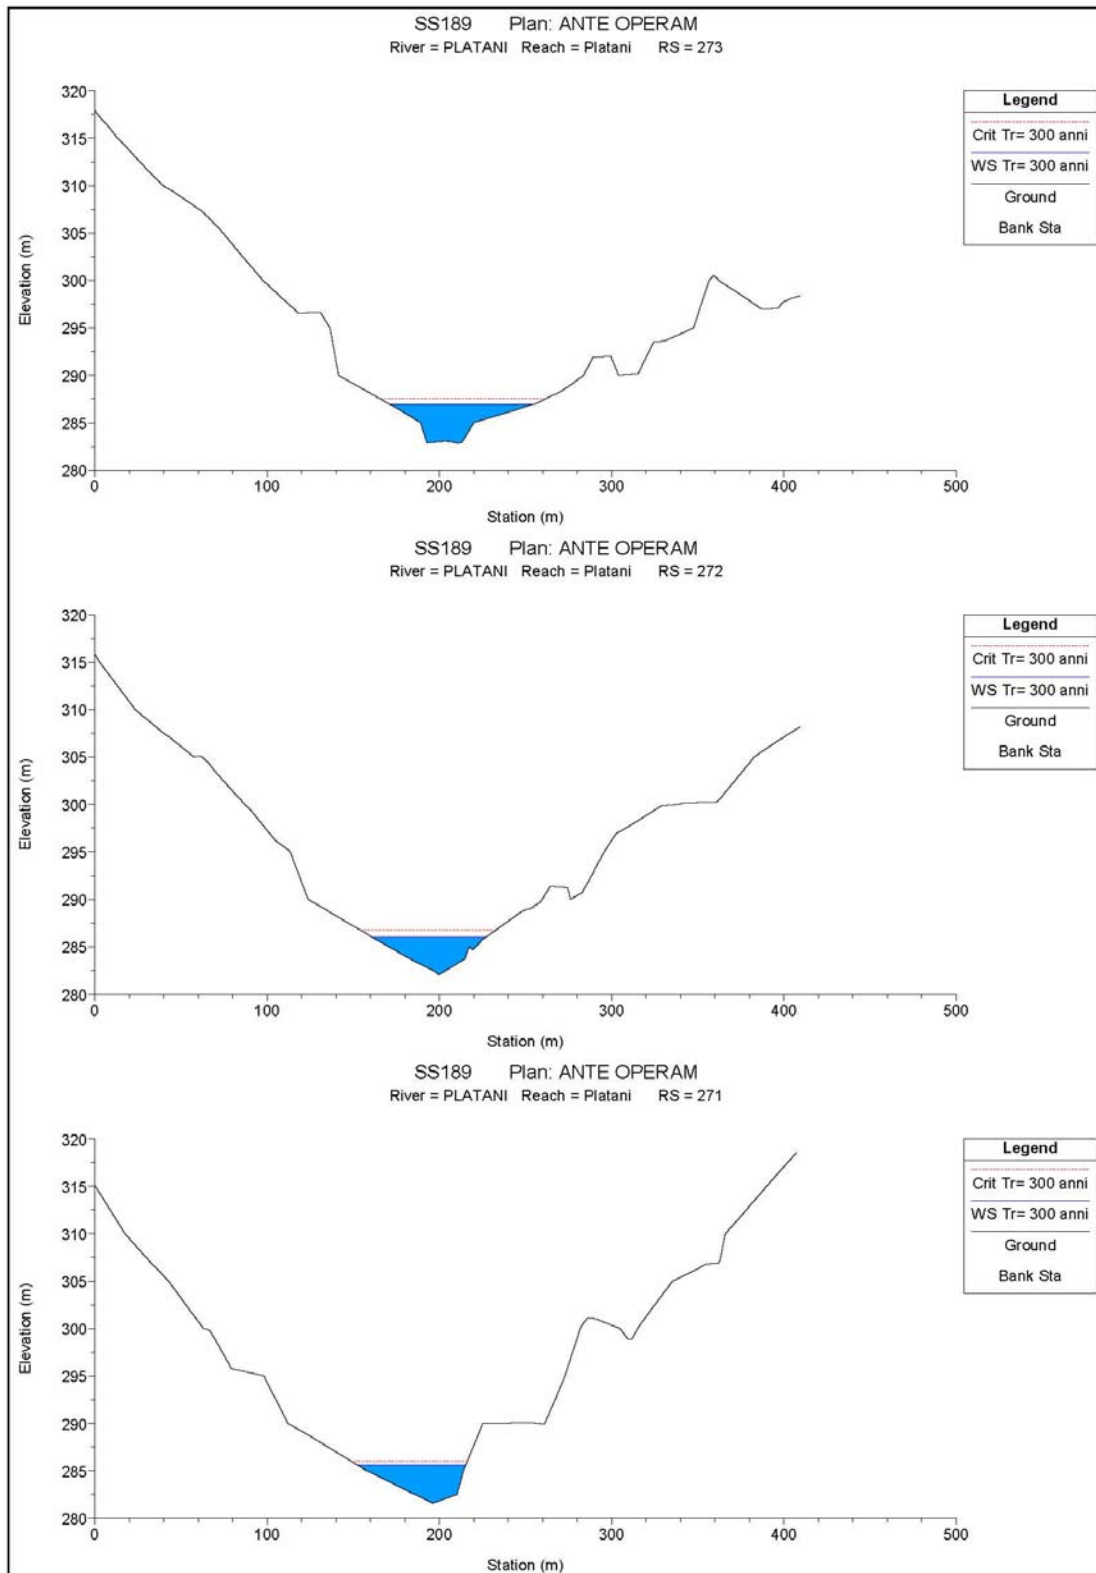 SS189 Plan: ANTE OPERAM
River = PLATANI Reach = Platani RS = 273
320
315
310
305
300
295
290
285
280
Elevation (m)
0 100 200 300 400 500
Station (m)
Legend
Crit Tr= 300 anni
WS Tr= 300 anni
Ground
Bank Sta
SS189 Plan: ANTE OPERAM
River = PLATANI Reach = Platani RS = 272
320
315
310
305
300
295
290
285
280
Elevation (m)
0 100 200 300 400 500
Station (m)
Legend
Crit Tr= 300 anni
WS Tr= 300 anni
Ground
Bank Sta
SS189 Plan: ANTE OPERAM
River = PLATANI Reach = Platani RS = 271
320
315
310
305
300
295
290
285
280
Elevation (m)
0 100 200 300 400 500
Station (m)
Legend
Crit Tr= 300 anni
WS Tr= 300 anni
Ground
Bank Sta